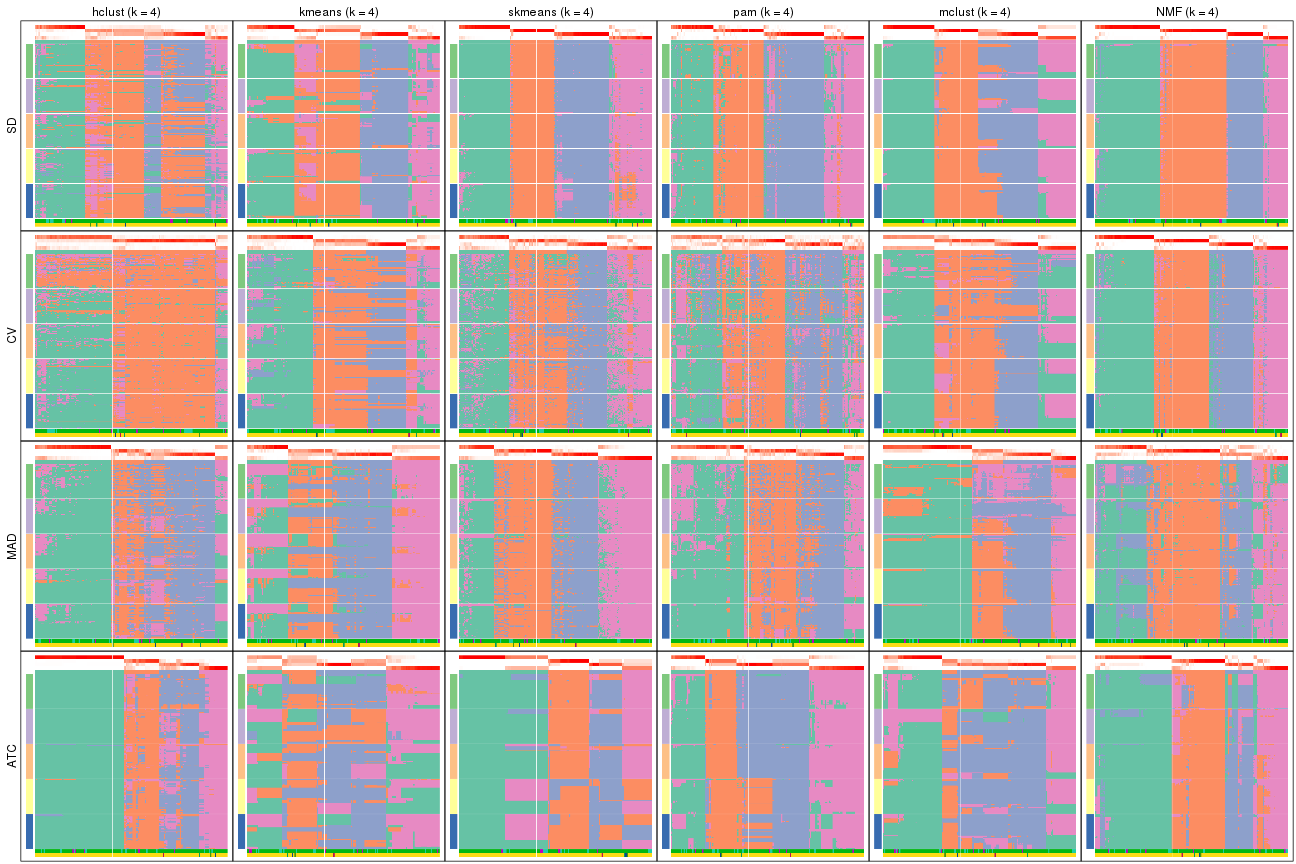 hclust (k = 4) kmeans (k = 4) skmeans (k = 4) pam (k = 4) mclust (k = 4) NMF (k = 4)
SD
CV
MAD
ATC